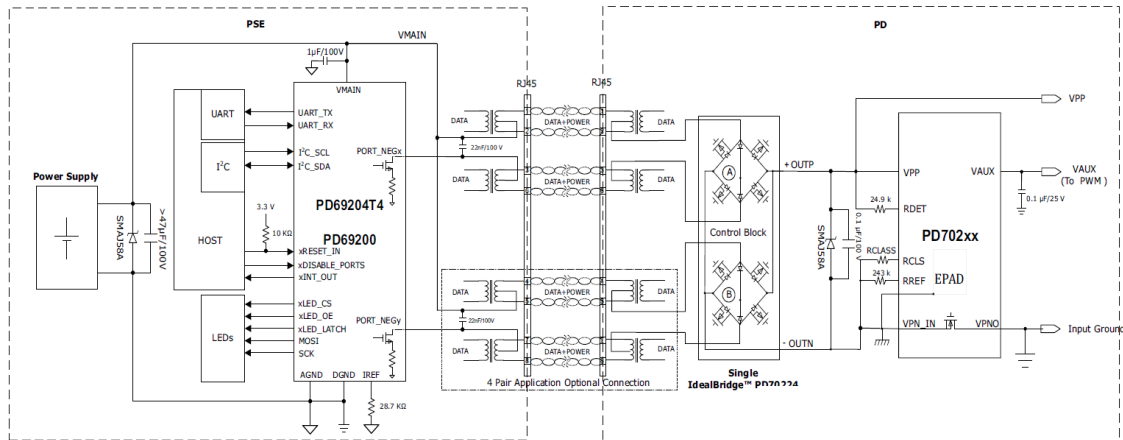 PSE
PD
VMAIN
1µF/100V
VMAIN
UART
UART_TX
UART_RX
I²C
I²C_SCL
I²C_SDA
PORT_NEGx
PD69204T4
PD69200
Power Supply
SMAJ58A
>47µF/100V
HOST
3.3 V
10 KΩ
xRESET_IN
xDISABLE_PORTS
xINT_OUT
LEDs
xLED_CS
xLED_OE
xLED_LATCH
MOSI
SCK
PORT_NEGy
AGND
DGND
IREF
28.7 KΩ
RJ45
RJ45
DATA
DATA+POWER
DATA
22nF/100 V
DATA
DATA+POWER
DATA
DATA
DATA+POWER
DATA
22nF/100V
DATA
DATA+POWER
DATA
4 Pair Application Optional Connection
A
Control Block
B
Single
IdealBridge™ PD70224
+OUTP
- OUTN
SMAJ58A
0.1 µF/100V
VPP
VPP
VAUX
VAUX
(To PWM )
0.1 µF/25 V
24.9 k
RDET
PD702xx
RCLASS
RCLS
243 k
RREF
EPAD
VPN_IN
VPNO
Input Ground